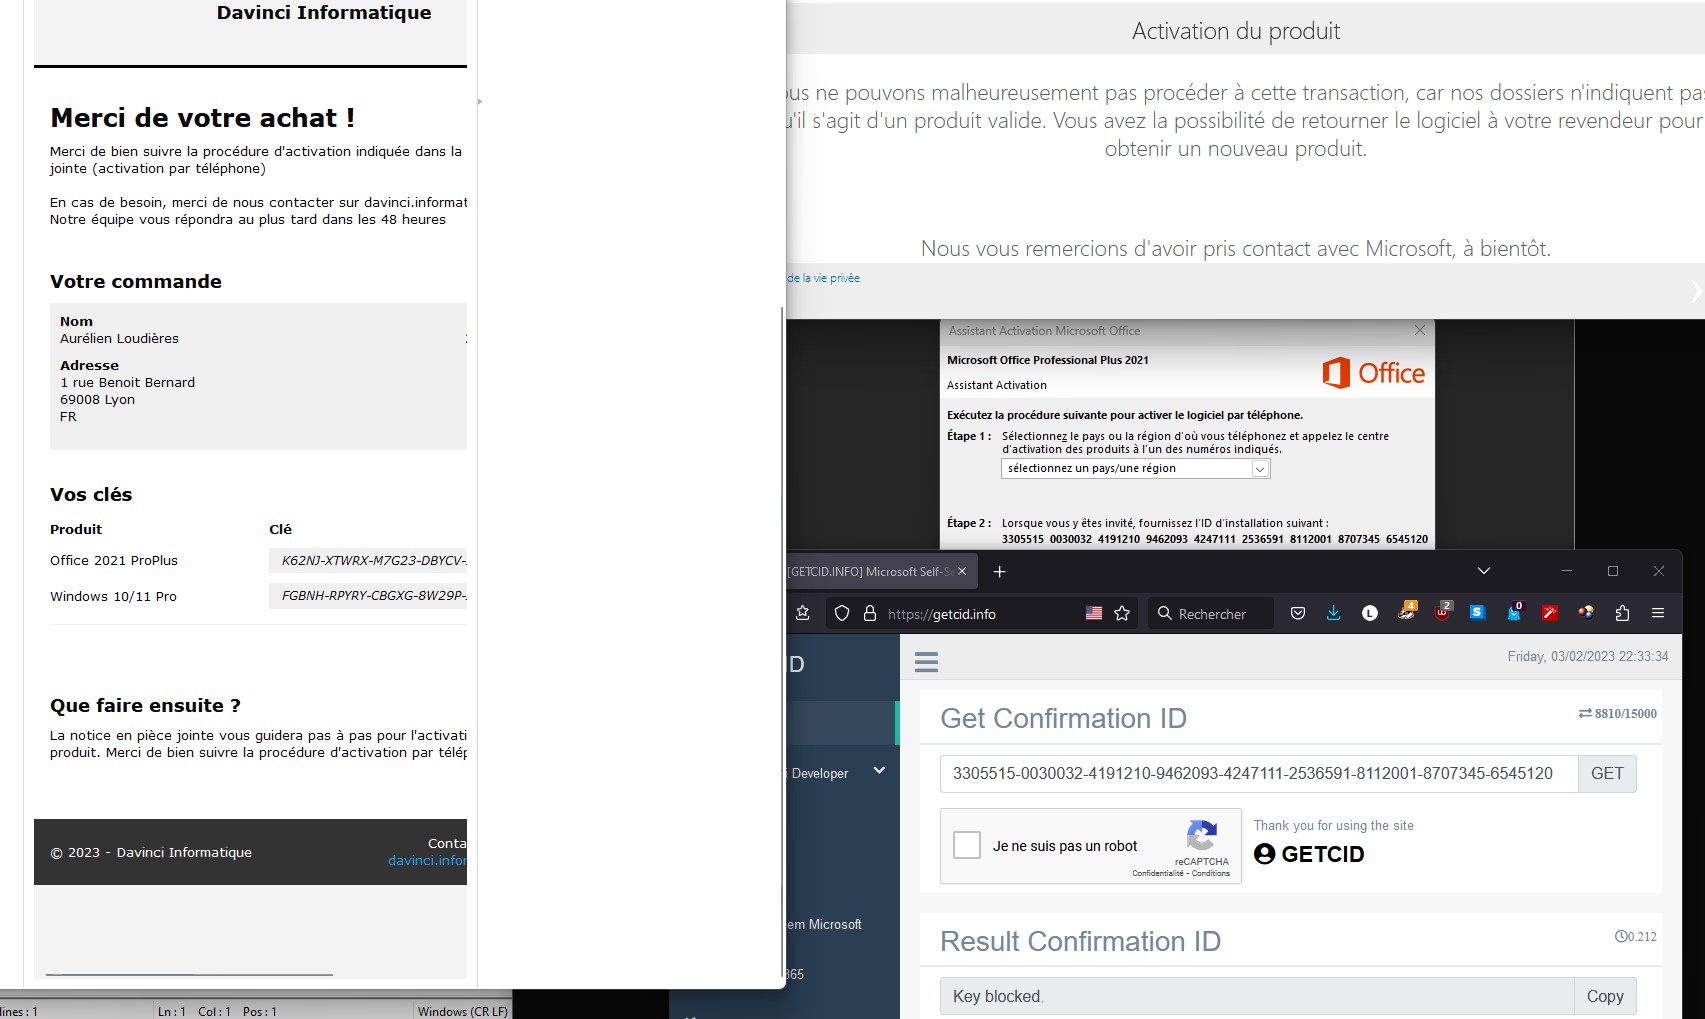 Davinci Informatique
Merci de votre achat !
Merci de bien suivre la procédure d'activation indiquée dans la
jointe (activation par téléphone)
En cas de besoin, merci de nous contacter sur davinci.informat
Notre équipe vous répondra au plus tard dans les 48 heures
Votre commande
Nom
Aurélien Loudières
Adresse
1 rue Benoit Bernard
69008 Lyon
FR
Vos clés
Produit Clé
Office 2021 ProPlus K62NJ-XTWRX-M7G23-DBYCV-
Windows 10/11 Pro FGBNH-RPYRY-CBGXG-8W29P-
Que faire ensuite ?
La notice en pièce jointe vous guidera pas à pas pour l'activati
produit. Merci de bien suivre la procédure d'activation par télép
© 2023 - Davinci Informatique
Conta
davinci.infor
lines : 1 Ln : 1 Col : 1 Pos : 1 Windows (CR LF)
Activation du produit
ous ne pouvons malheureusement pas procéder à cette transaction, car nos dossiers n'indiquent pas
u'il s'agit d'un produit valide. Vous avez la possibilité de retourner le logiciel à votre revendeur pour
obtenir un nouveau produit.
Nous vous remercions d'avoir pris contact avec Microsoft, à bientôt.
de la vie privée
Assistant Activation Microsoft Office
Microsoft Office Professional Plus 2021
Assistant Activation
Office
Exécutez la procédure suivante pour activer le logiciel par téléphone.
Étape 1 : Sélectionnez le pays ou la région d'où vous téléphonez et appelez le centre
d'activation des produits à l'un des numéros indiqués.
sélectionnez un pays/une région
Étape 2 : Lorsque vous y êtes invité, fournissez l'ID d'installation suivant :
3305515 0030032 4191210 9462093 4247111 2536591 8112001 8707345 6545120
[GETCID.INFO] Microsoft Self-Se
https://getcid.info
Rechercher
L 4 2 S 0
ID
Friday, 03/02/2023 22:33:34
Get Confirmation ID
8810/15000
3305515-0030032-4191210-9462093-4247111-2536591-8112001-8707345-6545120 GET
i Developer
Je ne suis pas un robot
reCAPTCHA
Confidentialité - Conditions
Thank you for using the site
GETCID
em Microsoft
365
Result Confirmation ID
0.212
Key blocked. Copy